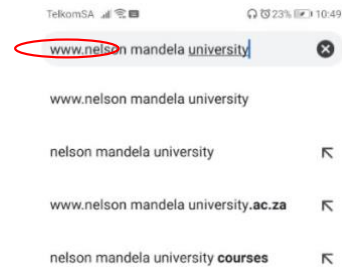 TelkomSA 23% 10:49
www.nelson mandela university
www.nelson mandela university
nelson mandela university
www.nelson mandela university.ac.za
nelson mandela university courses